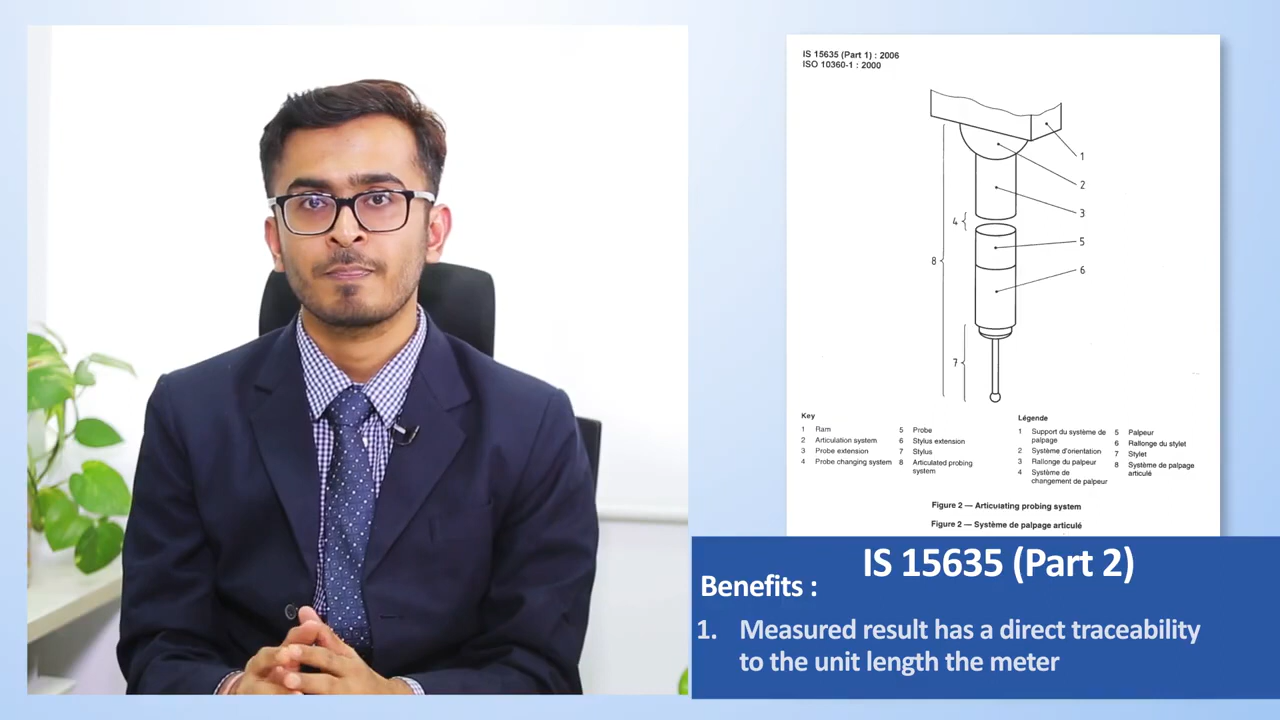 IS 15635 (Part 1) : 2006
ISO 10360-1 : 2000
1
2
3
4
5
8
6
7
Key
1 Ram
2 Articulation system
3 Probe extension
4 Probe changing system
5 Probe
6 Stylus extension
7 Stylus
8 Articulated probing
system
Légende
1 Support du système de
palpage
2 Système d'orientation
3 Rallonge du palpeur
4 Système de
changement de palpeur
5 Palpeur
6 Rallonge du stylet
7 Stylet
8 Système de palpage
articulé
Figure 2 — Articulating probing system
Figure 2 — Système de palpage articulé
IS 15635 (Part 2)
Benefits :
1. Measured result has a direct traceability
to the unit length the meter